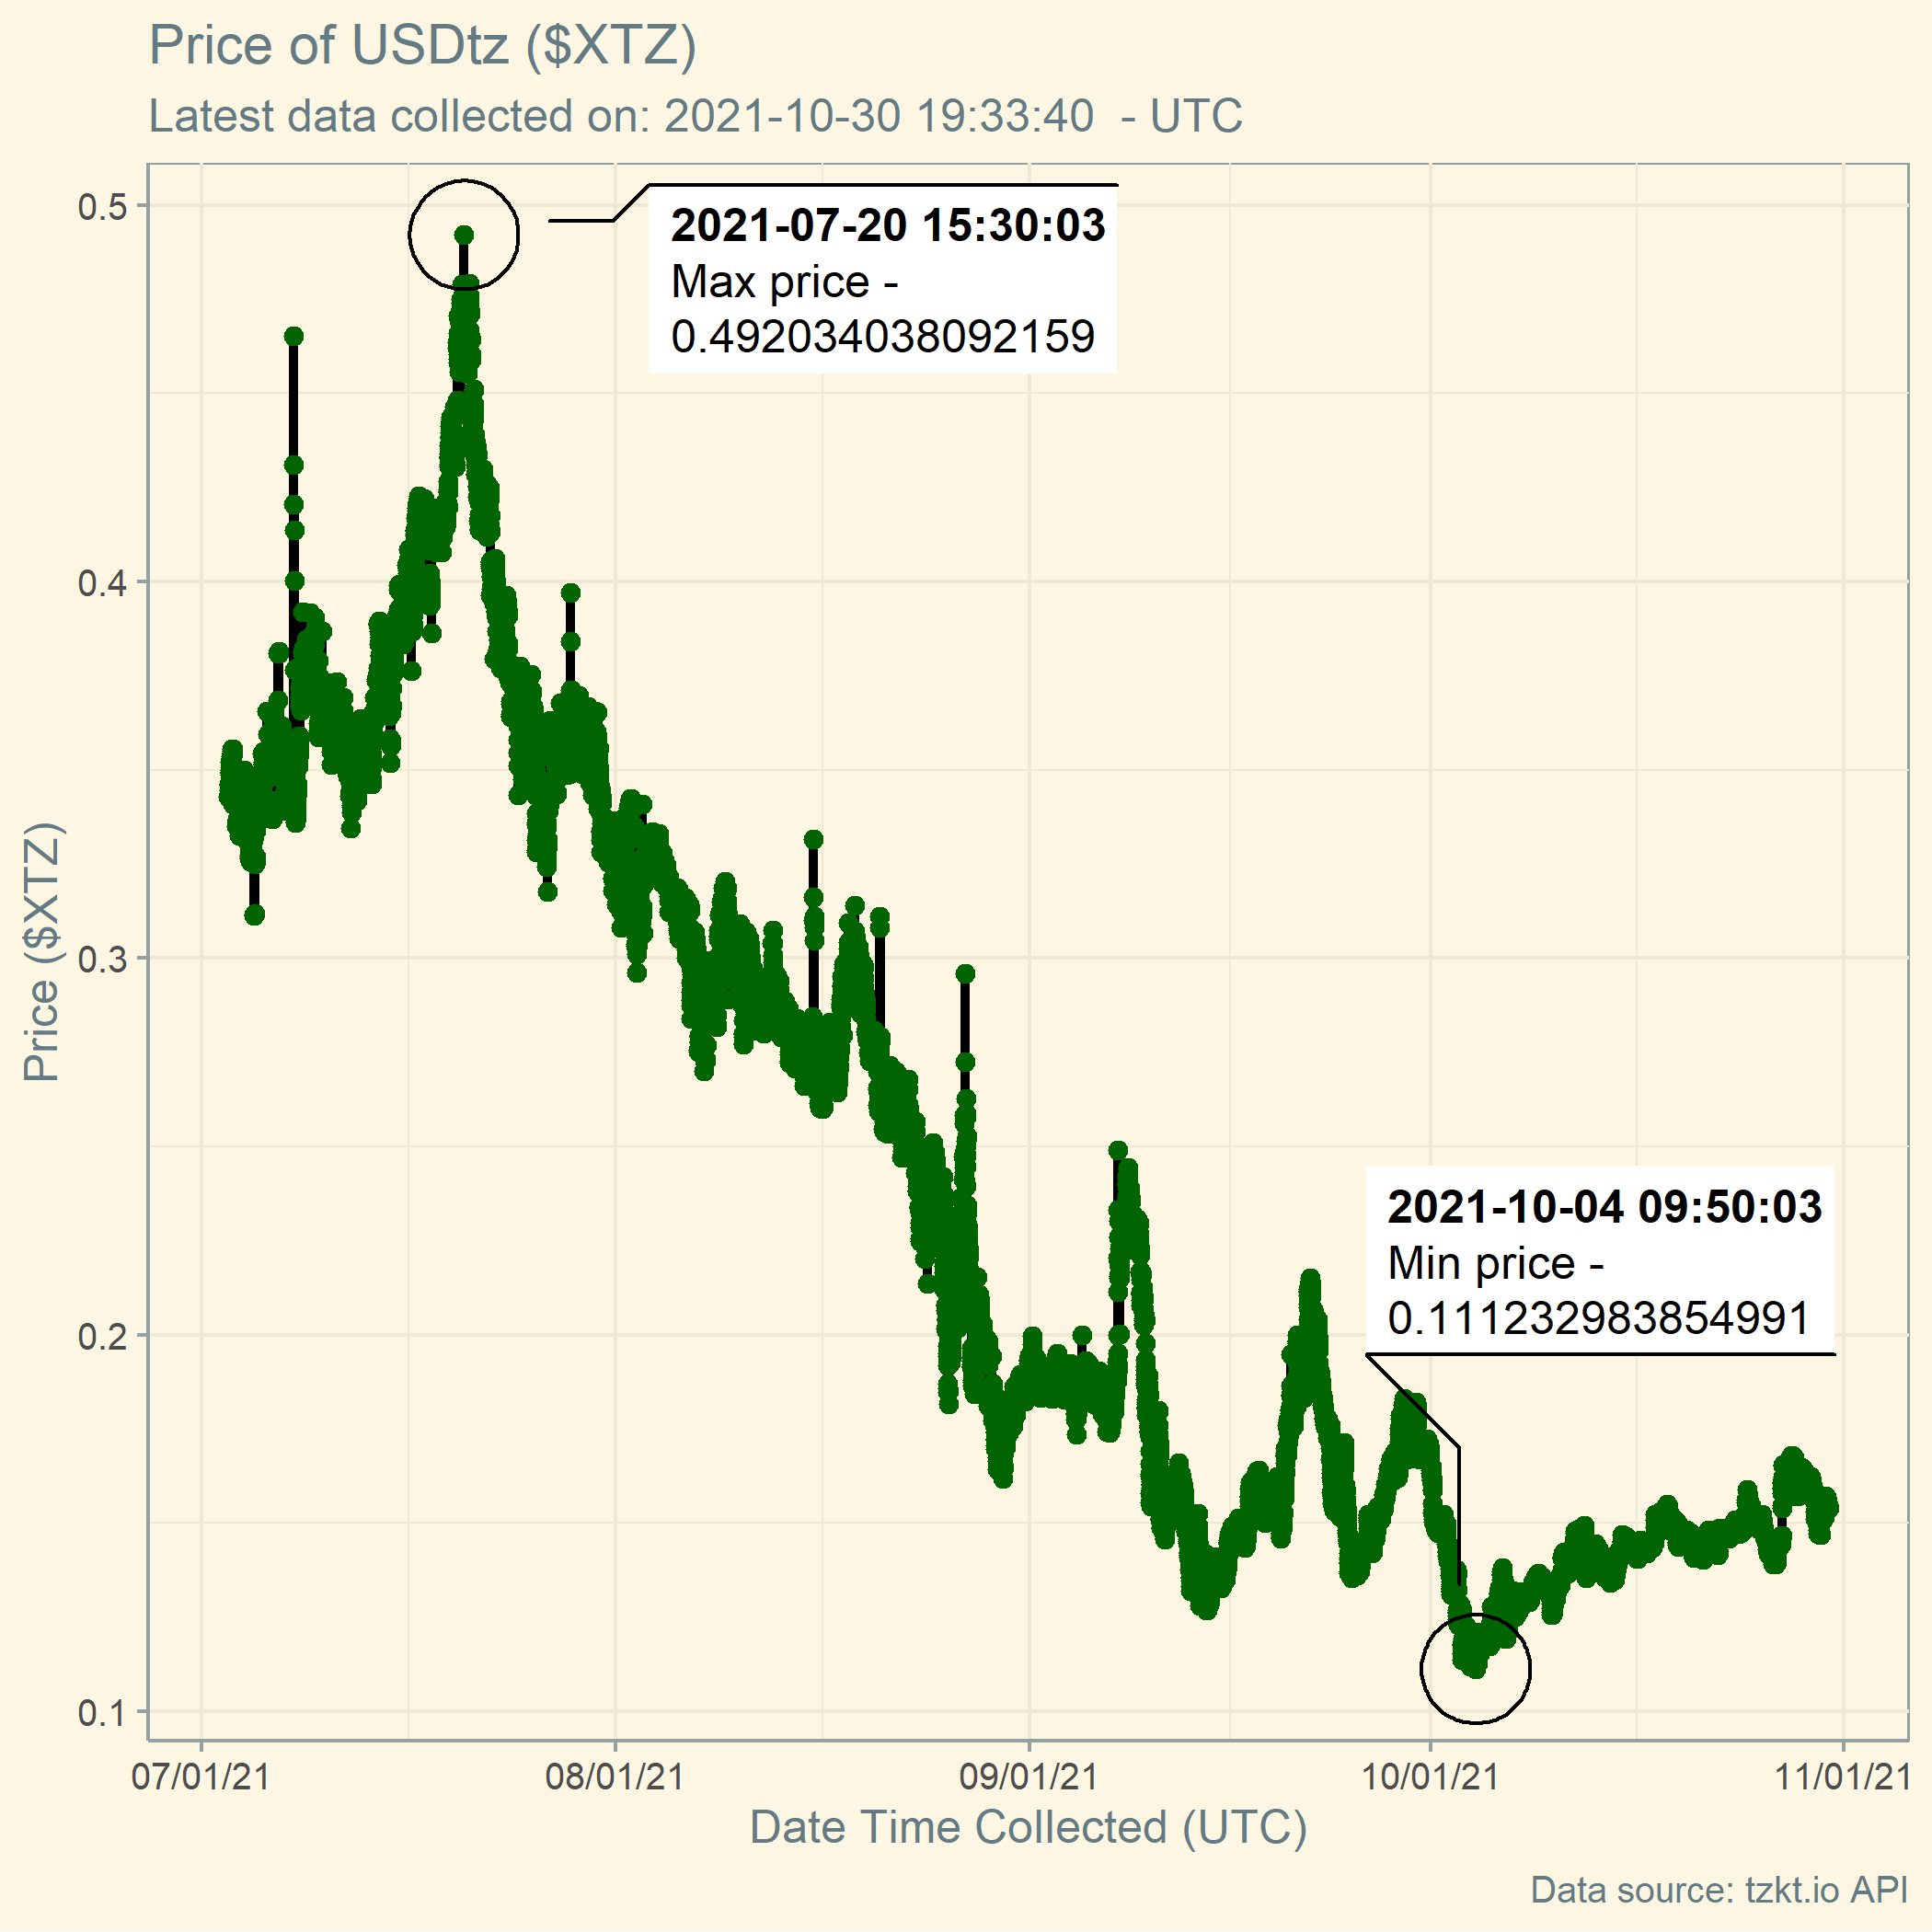 Price of USDtz ($XTZ)
Latest data collected on: 2021-10-30 19:33:40  - UTC
0.5
0.4
0.3
0.2
0.1
Price ($XTZ)
2021-07-20 15:30:03
Max price -
0.492034038092159
2021-10-04 09:50:03
Min price -
0.111232983854991
07/01/21
08/01/21
09/01/21
10/01/21
11/01/21
Date Time Collected (UTC)
Data source: tzkt.io API